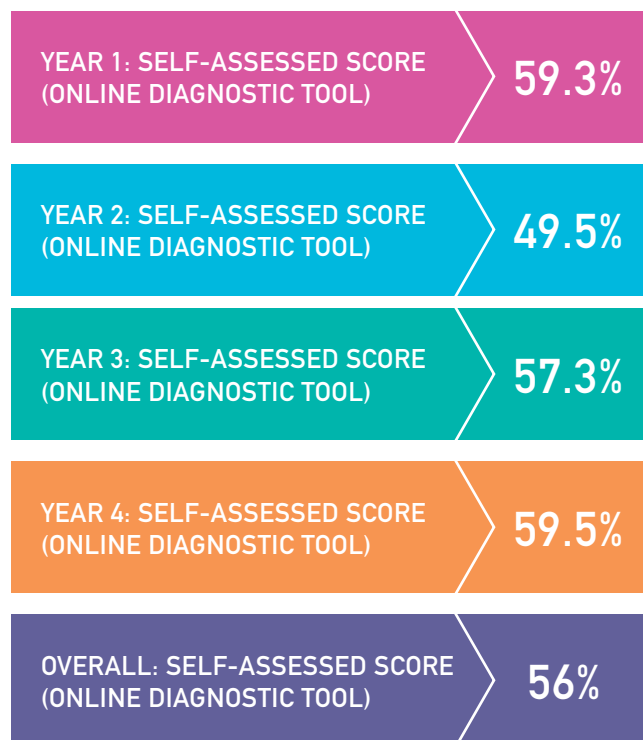 YEAR 1: SELF-ASSESSED SCORE
(ONLINE DIAGNOSTIC TOOL)
59.3%
YEAR 2: SELF-ASSESSED SCORE
(ONLINE DIAGNOSTIC TOOL)
49.5%
YEAR 3: SELF-ASSESSED SCORE
(ONLINE DIAGNOSTIC TOOL)
57.3%
YEAR 4: SELF-ASSESSED SCORE
(ONLINE DIAGNOSTIC TOOL)
59.5%
OVERALL: SELF-ASSESSED SCORE
(ONLINE DIAGNOSTIC TOOL)
56%